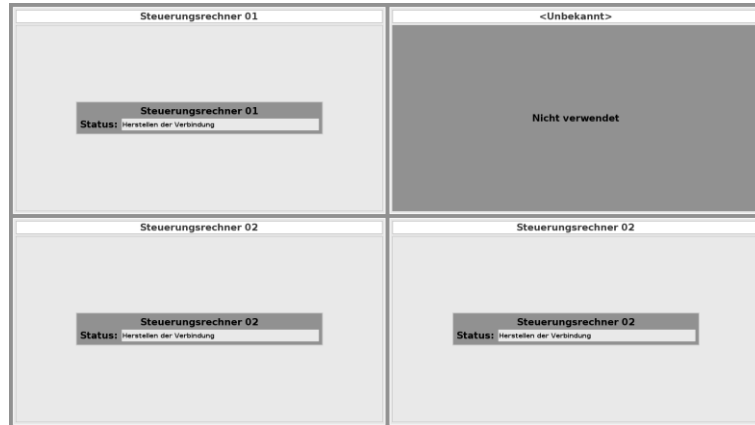 Steuerungsrechner 01
Steuerungsrechner 01
Status: Herstellen der Verbindung
<Unbekannt>
Nicht verwendet
Steuerungsrechner 02
Steuerungsrechner 02
Status: Herstellen der Verbindung
Steuerungsrechner 02
Steuerungsrechner 02
Status: Herstellen der Verbindung